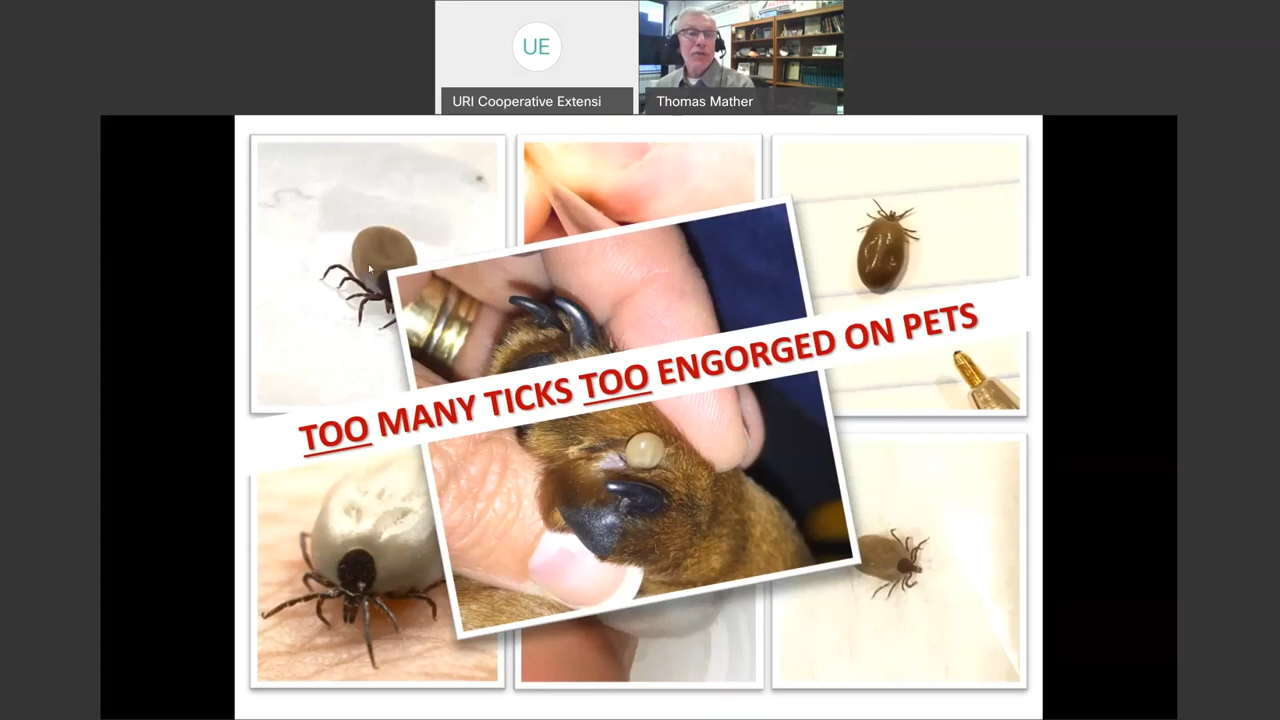 UE
URI Cooperative Extensi
Thomas Mather
TOO MANY TICKS TOO ENGORGED ON PETS